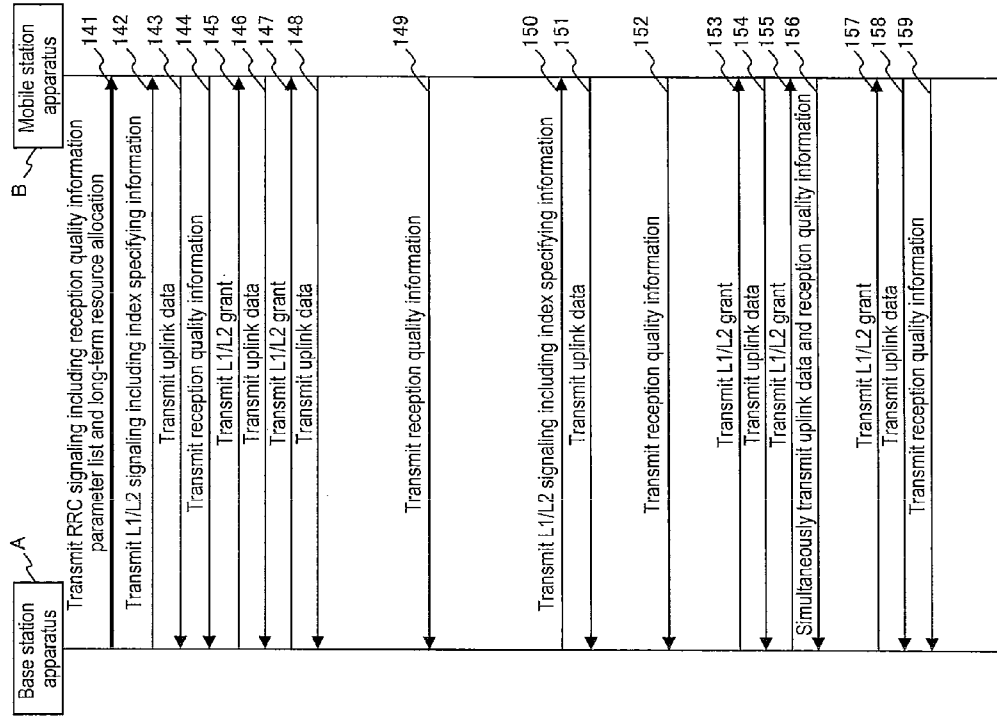 Base station
apparatus
A
B
Mobile station
apparatus
Transmit RRC signaling including reception quality information
parameter list and long-term resource allocation
141
Transmit L1/L2 signaling including index specifying information
142
Transmit uplink data
143
Transmit reception quality information
144
Transmit L1/L2 grant
145
Transmit uplink data
146
Transmit L1/L2 grant
147
Transmit uplink data
148
Transmit reception quality information
149
Transmit L1/L2 signaling including index specifying information
150
Transmit uplink data
151
Transmit reception quality information
152
Transmit L1/L2 grant
153
Transmit uplink data
154
Transmit L1/L2 grant
155
Simultaneously transmit uplink data and reception quality information
156
Transmit L1/L2 grant
157
Transmit uplink data
158
Transmit reception quality information
159